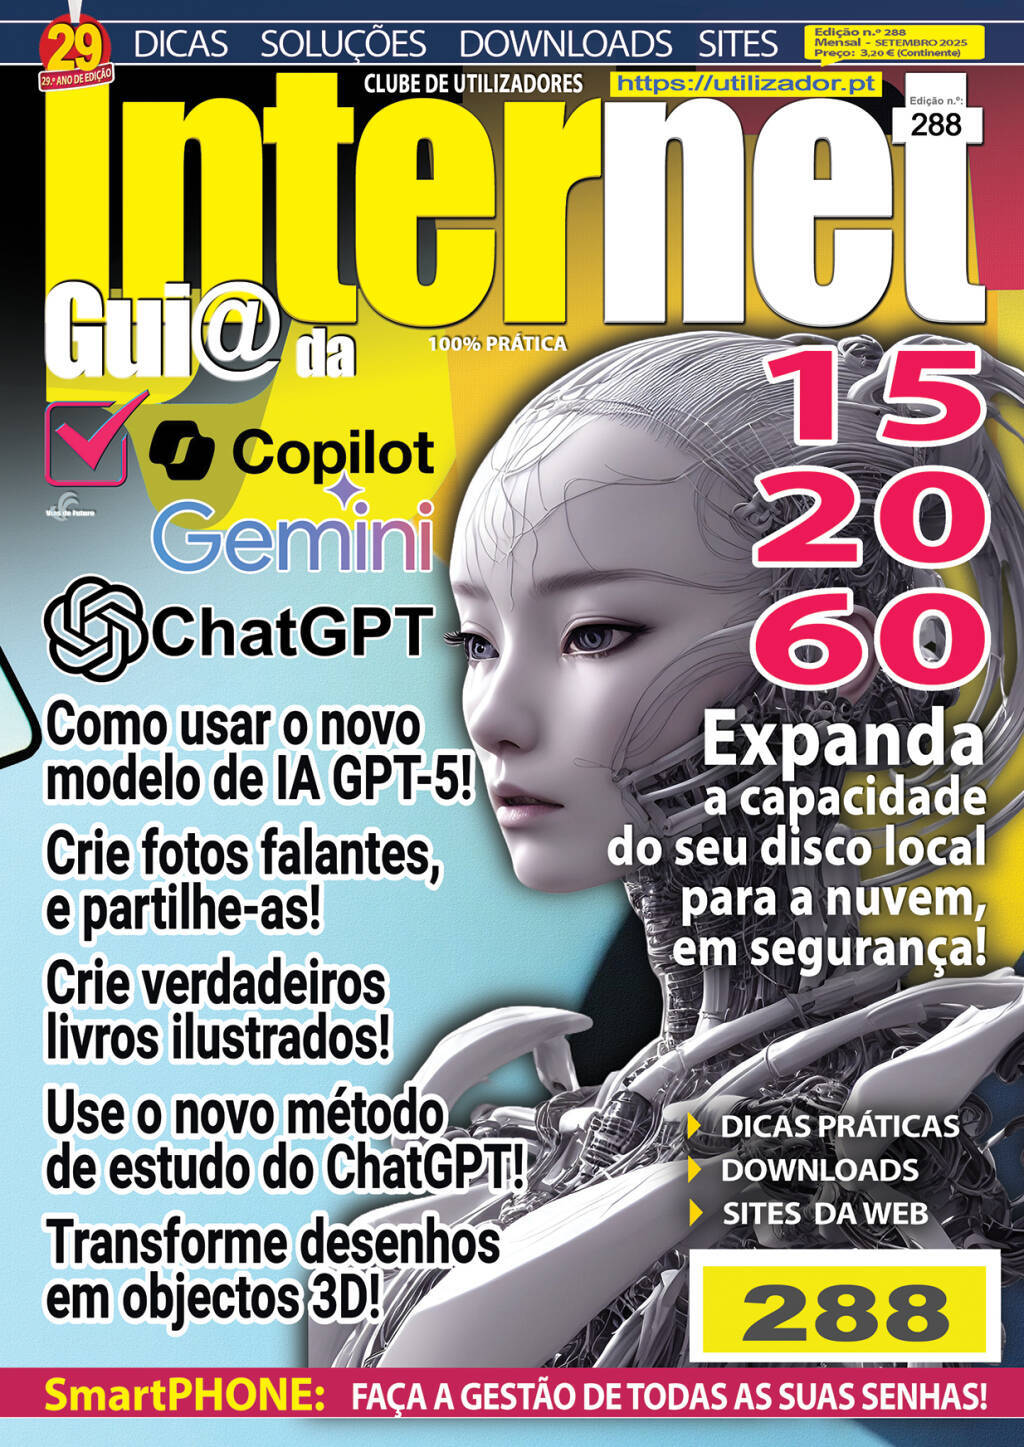 29
29.º ANO DE EDIÇÃO
DICAS SOLUÇÕES DOWNLOADS SITES
Edição n.º 288
Mensal - SETEMBRO 2025
Preço: 3,20 € (Continente)
CLUBE DE UTILIZADORES
https://utilizador.pt
Edição n.º:
288
Internet
Gui@ da
100% PRÁTICA
Copilot
Gemini
ChatGPT
Como usar o novo
modelo de IA GPT-5!
Crie fotos falantes,
e partilhe-as!
Crie verdadeiros
livros ilustrados!
Use o novo método
de estudo do ChatGPT!
Transforme desenhos
em objectos 3D!
15
20
60
Expanda
a capacidade
do seu disco local
para a nuvem,
em segurança!
DICAS PRÁTICAS
DOWNLOADS
SITES DA WEB
288
SmartPHONE: FAÇA A GESTÃO DE TODAS AS SUAS SENHAS!